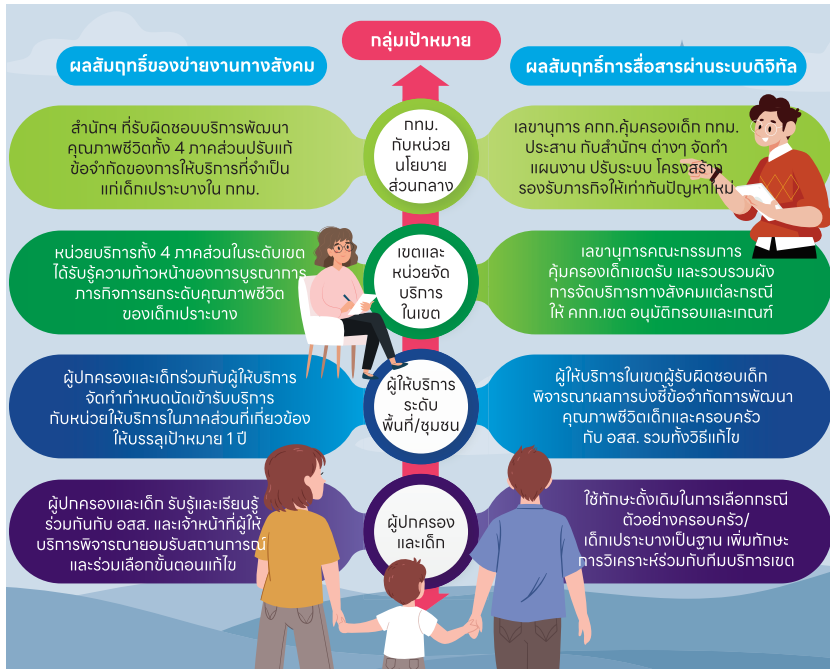 กลุ่มเป้าหมาย
ผลสัมฤทธิ์ของข่ายงานทางสังคม
ผลสัมฤทธิ์การสื่อสารผ่านระบบดิจิทัล
สำนักฯ ที่รับผิดชอบบริการพัฒนา
คุณภาพชีวิตทั้ง 4 ภาคส่วนปรับแก้
ข้อจำกัดของการให้บริการที่จำเป็น
แก่เด็กเปราะบางใน กทม.
กทม.
กับหน่วย
นโยบาย
ส่วนกลาง
เลขานุการ คกก.คุ้มครองเด็ก กทม.
ประสาน กับสำนักฯ ต่างๆ จัดทำ
แผนงาน ปรับระบบ โครงสร้าง
รองรับภารกิจให้เท่าทันปัญหาใหม่
หน่วยบริการทั้ง 4 ภาคส่วนในระดับเขต
ได้รับรู้ความก้าวหน้าของการบูรณาการ
ภารกิจการยกระดับคุณภาพชีวิต
ของเด็กเปราะบาง
เขตและ
หน่วยจัด
บริการ
ในเขต
เลขานุการคณะกรรมการ
คุ้มครองเด็กเขตรับ และรวบรวมผัง
การจัดบริการทางสังคมแต่ละกรณี
ให้ คกก.เขต อนุมัติกรอบและเกณฑ์
ผู้ปกครองและเด็กร่วมกับผู้ให้บริการ
จัดทำกำหนดนัดเข้ารับบริการ
กับหน่วยให้บริการในภาคส่วนที่เกี่ยวข้อง
ให้บรรลุเป้าหมาย 1 ปี
ผู้ให้บริการ
ระดับ
พื้นที่/ชุมชน
ผู้ให้บริการในเขตผู้รับผิดชอบเด็ก
พิจารณาผลการบ่งชี้ข้อจำกัดการพัฒนา
คุณภาพชีวิตเด็กและครอบครัว
กับ อสส. รวมทั้งวิธีแก้ไข
ผู้ปกครองและเด็ก รับรู้และเรียนรู้
ร่วมกันกับ อสส. และเจ้าหน้าที่ผู้ให้
บริการพิจารณายอมรับสถานการณ์
และร่วมเลือกขั้นตอนแก้ไข
ผู้ปกครอง
และเด็ก
ใช้ทักษะดั้งเดิมในการเลือกกรณี
ตัวอย่างครอบครัว/
เด็กเปราะบางเป็นฐาน เพิ่มทักษะ
การวิเคราะห์ร่วมกับทีมบริการเขต